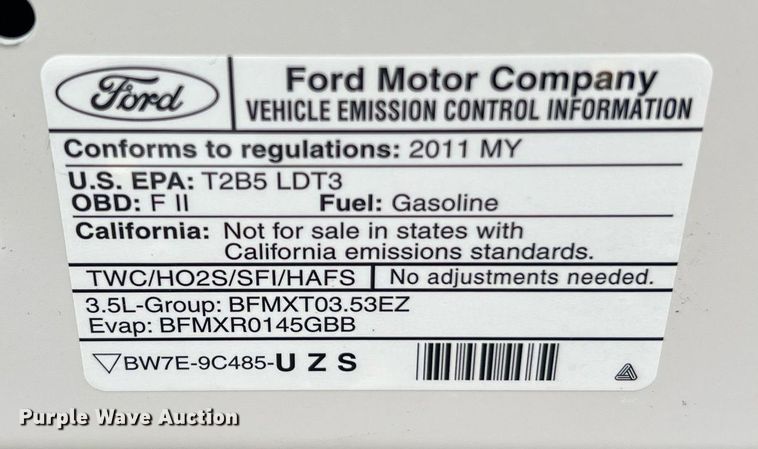 Ford
Ford Motor Company
VEHICLE EMISSION CONTROL INFORMATION
Conforms to regulations: 2011 MY
U.S. EPA: T2B5 LDT3
OBD: F II Fuel: Gasoline
California: Not for sale in states with
California emissions standards.
TWC/HO2S/SFI/HAFS No adjustments needed.
3.5L-Group: BFMXT03.53EZ
Evap: BFMXR0145GBB
BW7E-9C485-U Z S
Purple Wave Auction